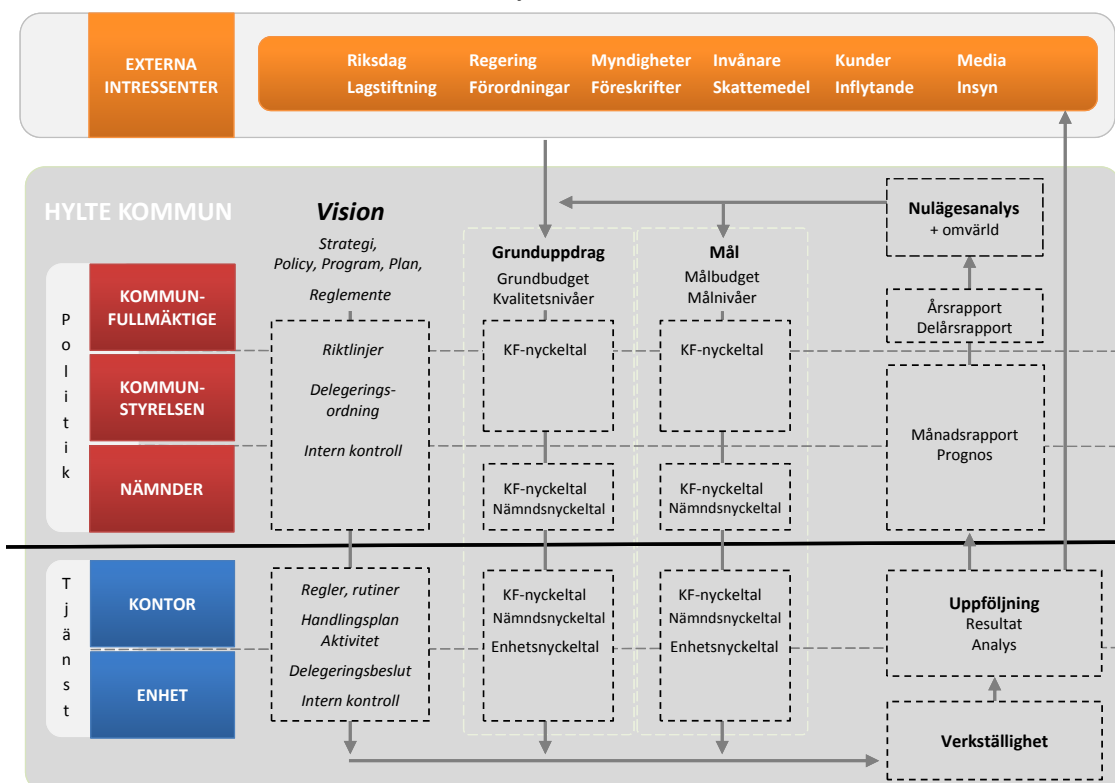 EXTERNA
INTRESSENTER
Riksdag Regering Myndigheter Invånare Kunder Media
Lagstiftning Förordningar Föreskrifter Skattemedel Inflytande Insyn
HYLTE KOMMUN
Vision
Strategi,
Policy, Program, Plan,
Reglemente
Riktlinjer
Delegerings-
ordning
Intern kontroll
Grunduppdrag
Grundbudget
Kvalitetsnivåer
KF-nyckeltal
KF-nyckeltal
Nämndsnyckeltal
Mål
Målbudget
Målnivåer
KF-nyckeltal
KF-nyckeltal
Nämndsnyckeltal
Nulägesanalys
+ omvärld
Årsrapport
Delårsrapport
Månadsrapport
Prognos
Politik
KOMMUN-
FULLMÄKTIGE
KOMMUN-
STYRELSEN
NÄMNDER
Tjänst
KONTOR
ENHET
Regler, rutiner
Handlingsplan
Aktivitet
Delegeringsbeslut
Intern kontroll
KF-nyckeltal
Nämndsnyckeltal
Enhetsnyckeltal
KF-nyckeltal
Nämndsnyckeltal
Enhetsnyckeltal
Uppföljning
Resultat
Analys
Verkställighet